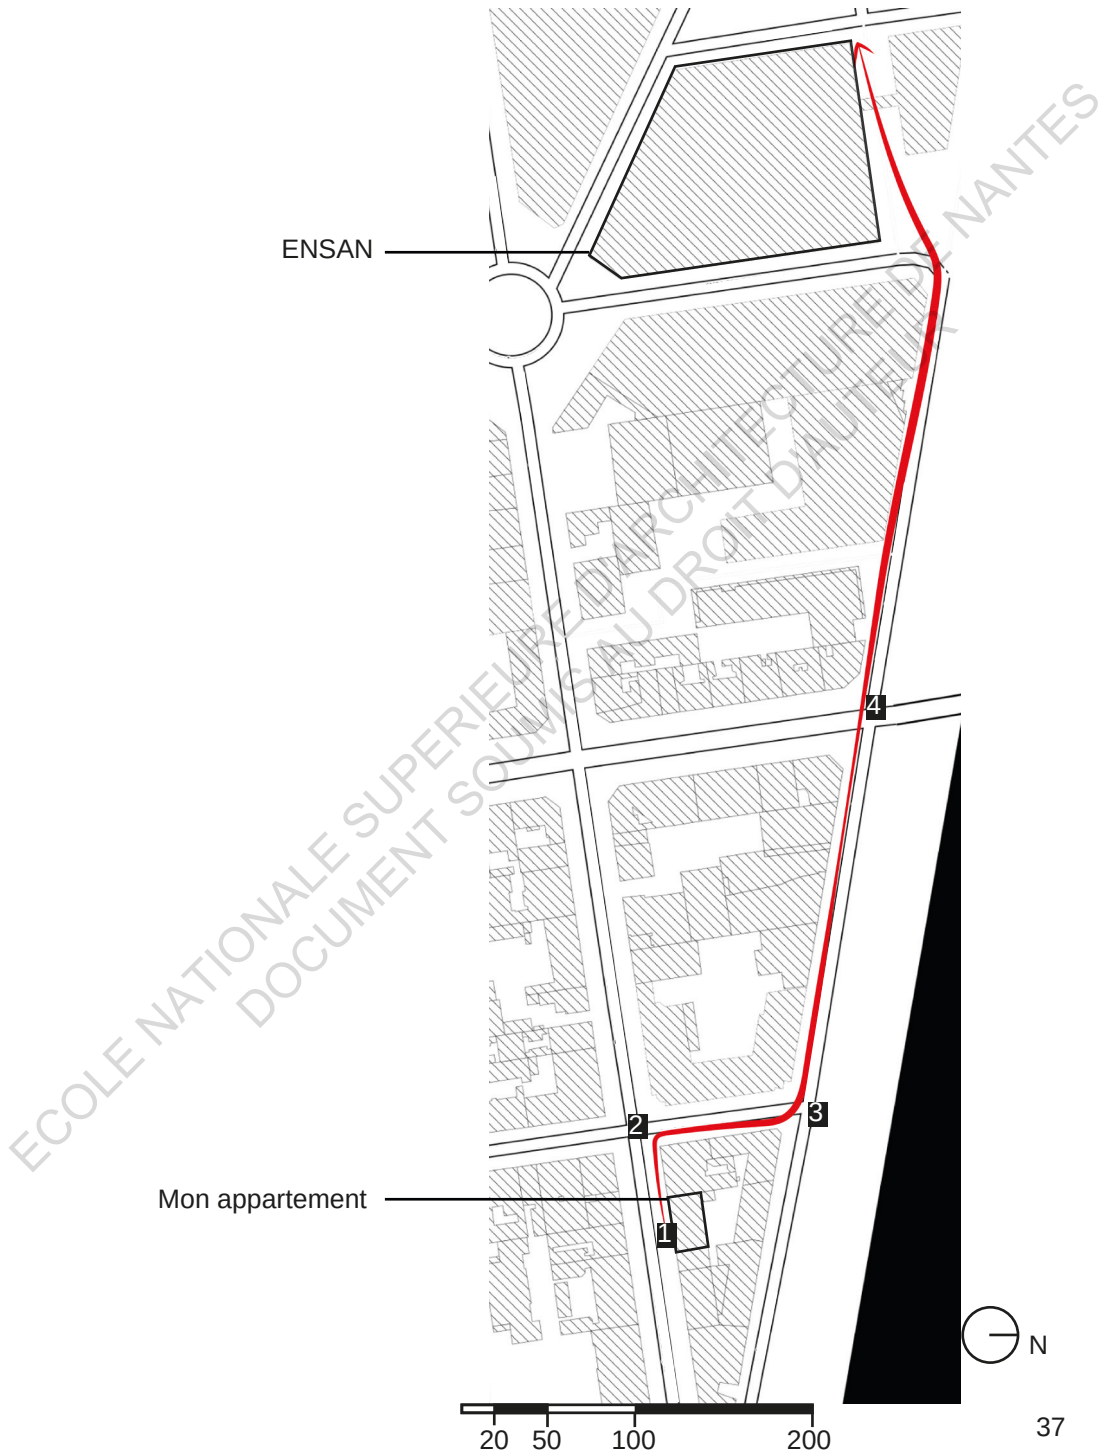 ENSAN
4
3
2
Mon appartement
1
N
20 50 100 200
37
ECOLE NATIONALE SUPERIEURE D'ARCHITECTURE DE NANTES
DOCUMENT SOUMIS AU DROIT D'AUTEUR